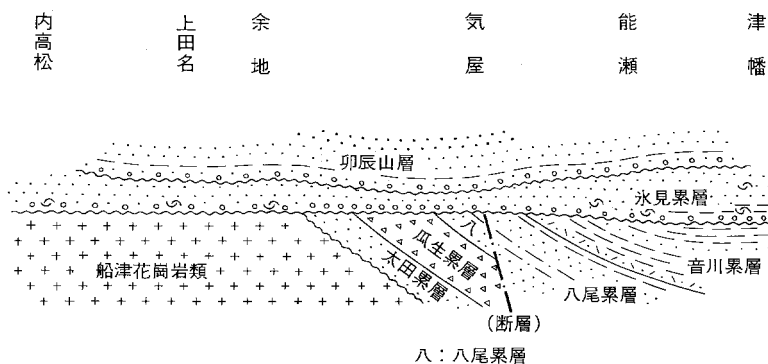 内高松
上田名
余地
気屋
能瀬
津幡
卯辰山層
氷見累層
八
瓜生累層
太田累層
船津花崗岩類
音川累層
八尾累層
(断層)
八：八尾累層